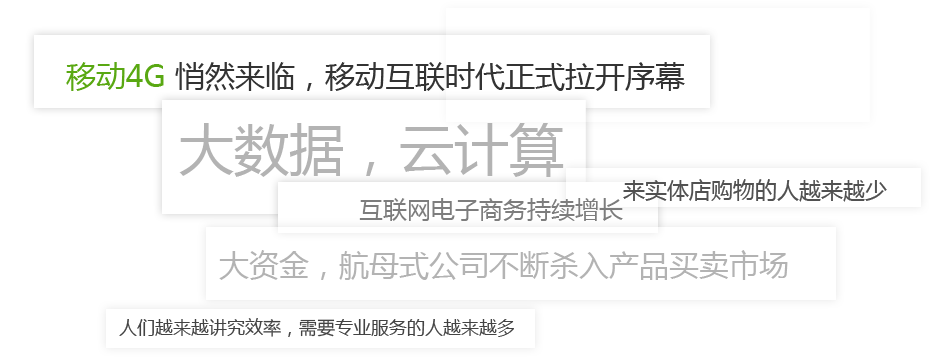 移动4G 悄然来临，移动互联时代正式拉开序幕
大数据，云计算
来实体店购物的人越来越少
互联网电子商务持续增长
大资金，航母式公司不断杀入产品买卖市场
人们越来越讲究效率，需要专业服务的人越来越多